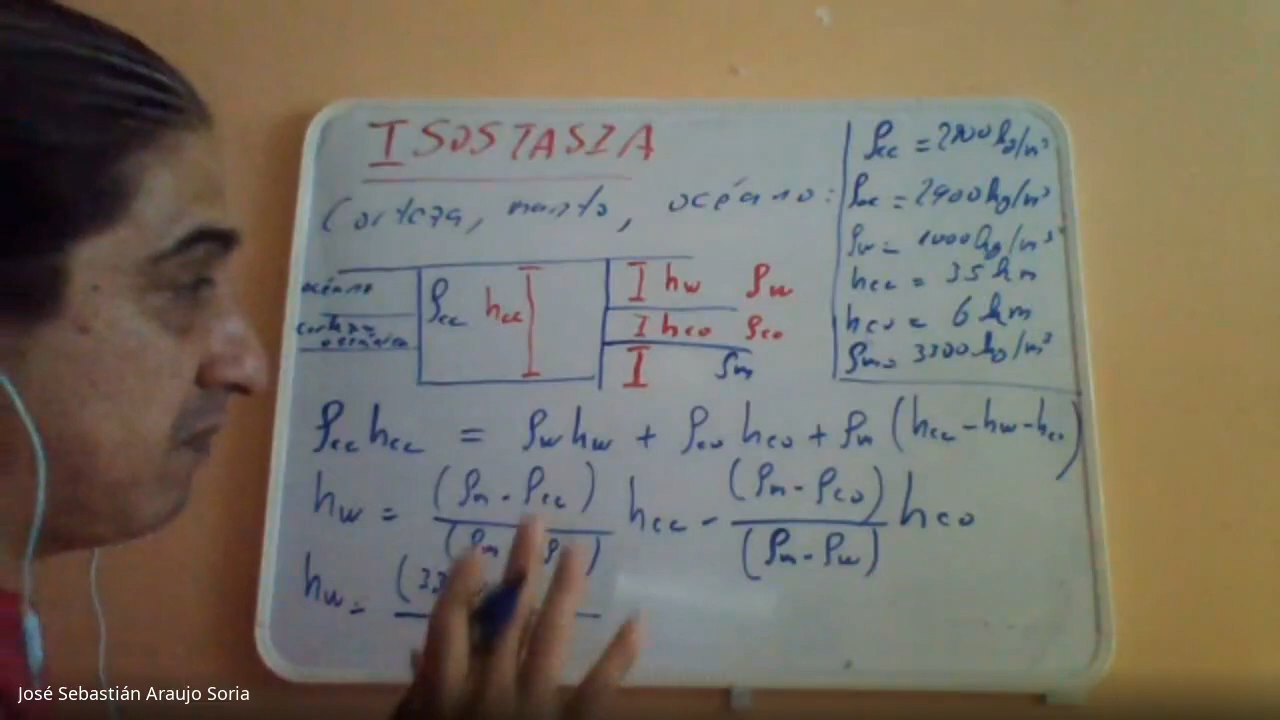 ISOSTASIA
Corteza, manto, océano:
océano
corteza
oceánica
ρcc hcc
I hw ρw
I hco ρco
I ρm
ρcc = 2800 kg/m³
ρoc = 2900 kg/m³
ρw = 1000 kg/m³
hcc = 35 km
hco = 6 km
ρm = 3300 kg/m³
ρcc hcc = ρw hw + ρco hco + ρm (hcc - hw - hco)
hw = (ρm - ρcc) / (ρm ρ ) hcc - (ρm - ρco) / (ρm - ρw) hco
hw = (33
José Sebastián Araujo Soria